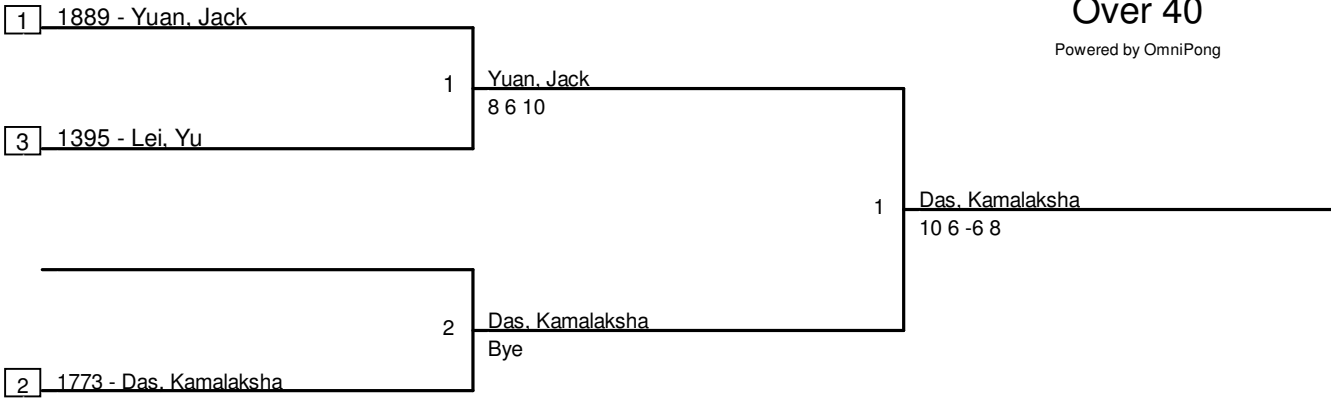 Over 40
Powered by OmniPong
1 1889 - Yuan, Jack
1 Yuan, Jack
8 6 10
3 1395 - Lei, Yu
1 Das, Kamalaksha
10 6 -6 8
2 Das, Kamalaksha
Bye
2 1773 - Das, Kamalaksha